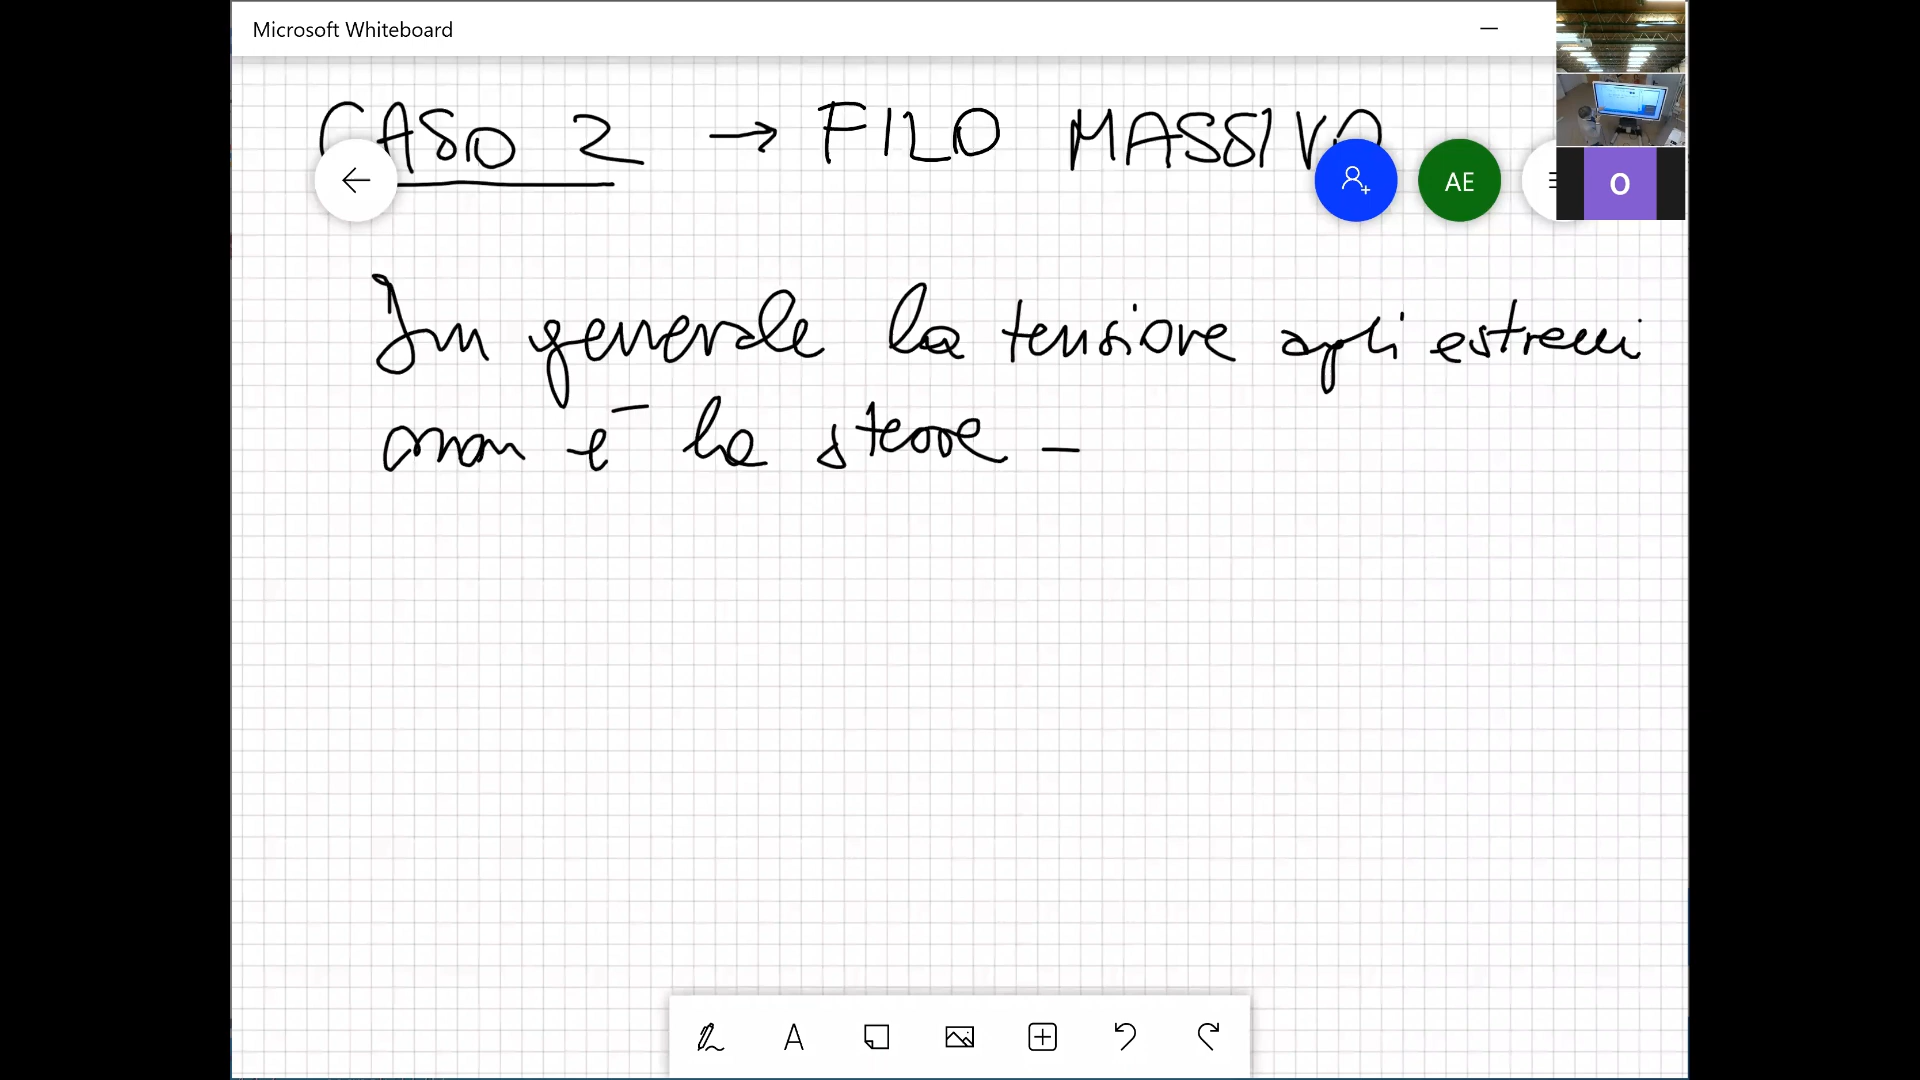 Microsoft Whiteboard
CASO 2 → FILO MASSIVO
AE
O
In generale la tensione agli estremi
non è la stessa -